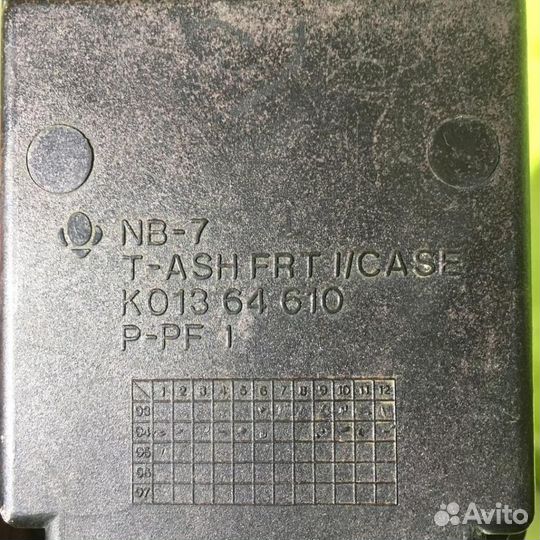 NB-7
T-ASH FRT I/CASE
K013 64 610
P-PF 1
1 2 3 4 5 6 7 8 9 10 11 12
93
94
95
96
97
Avito